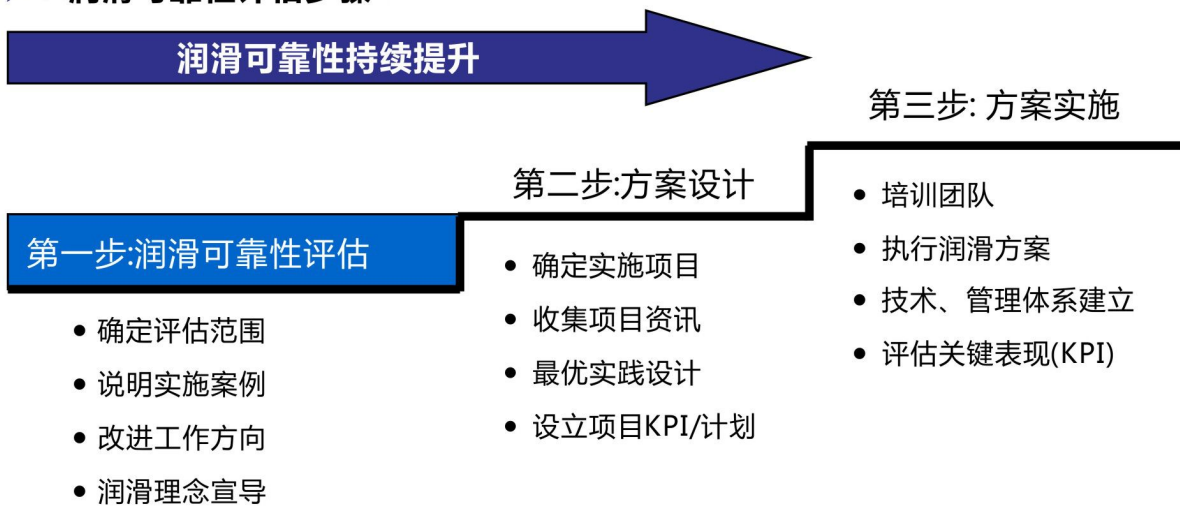 润滑可靠性持续提升
第三步: 方案实施
第二步:方案设计
第一步:润滑可靠性评估
• 培训团队
• 执行润滑方案
• 技术、管理体系建立
• 评估关键表现(KPI)
• 确定实施项目
• 收集项目资讯
• 最优实践设计
• 设立项目KPI/计划
• 确定评估范围
• 说明实施案例
• 改进工作方向
• 润滑理念宣导